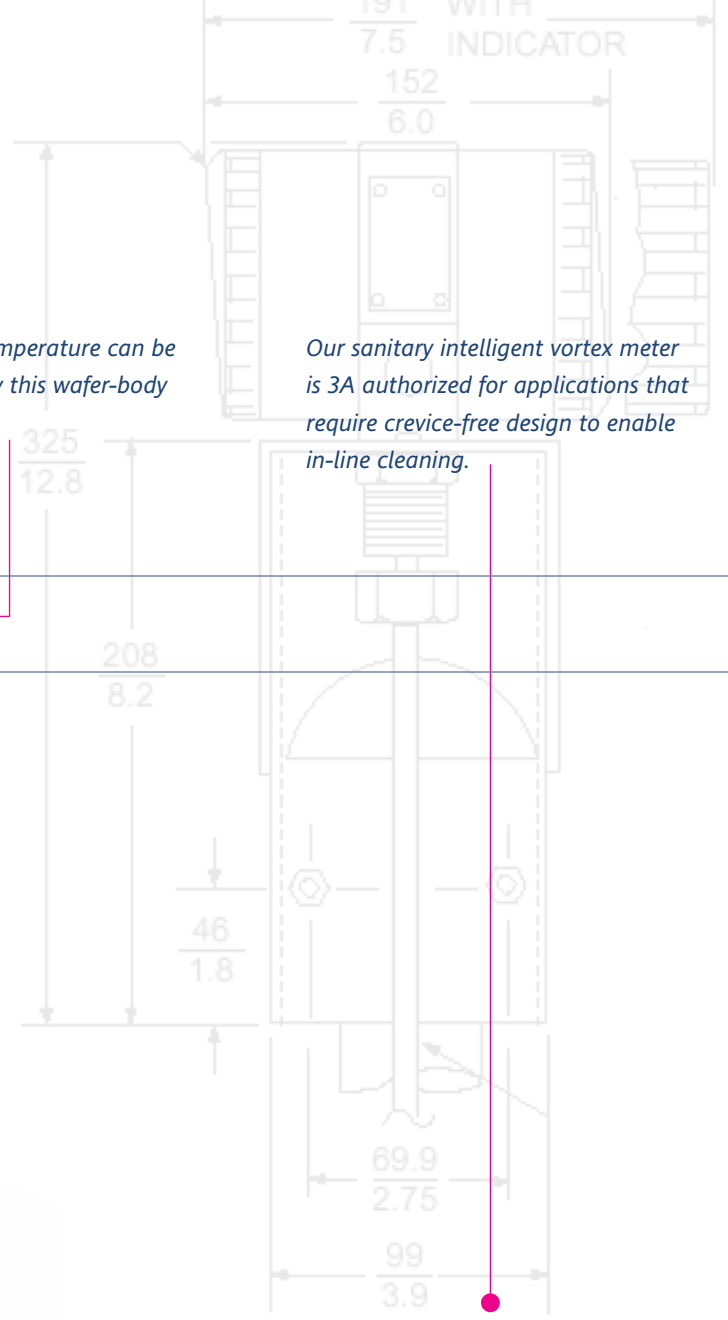 191 WITH
7.5 INDICATOR
152
6.0
mperature can be
y this wafer-body
Our sanitary intelligent vortex meter
is 3A authorized for applications that
require crevice-free design to enable
in-line cleaning.
325
12.8
208
8.2
46
1.8
69.9
2.75
99
3.9